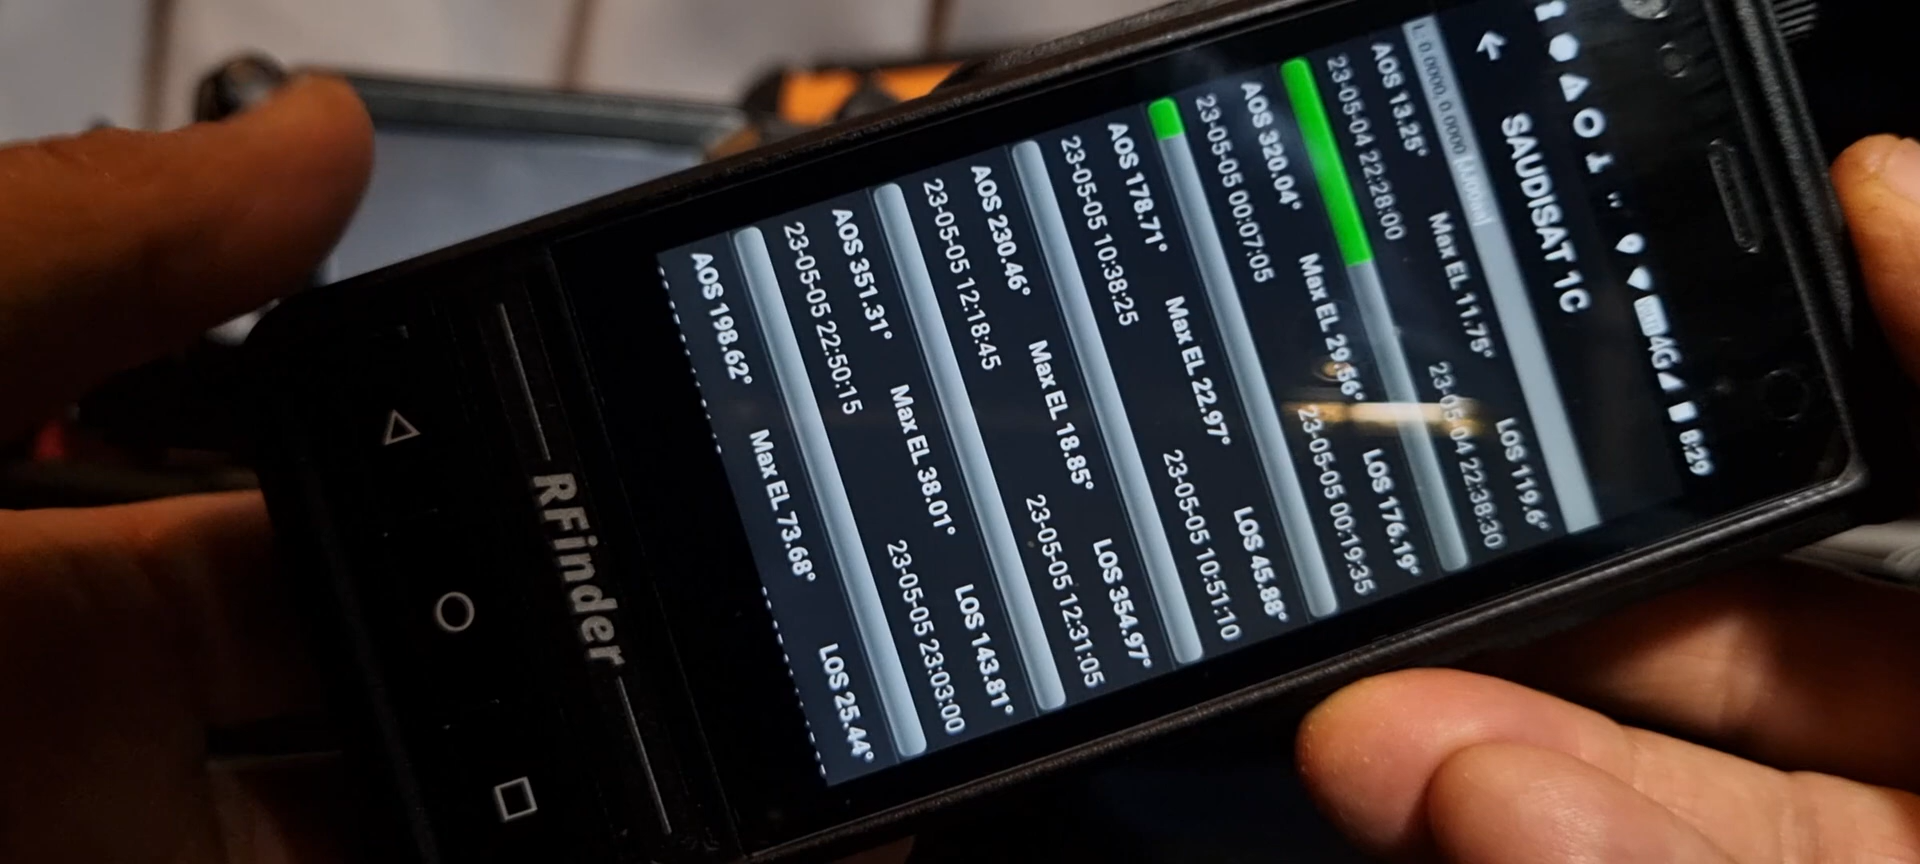 4G 8:29
SAUDISAT 1C
L: 0.0000, 0.0000
AOS 13.25° Max EL 11.75° LOS 119.6°
23-05-04 22:28:00 23-05-04 22:38:30
AOS 320.04° Max EL 29.56° LOS 176.19°
23-05-05 00:07:05 23-05-05 00:19:35
AOS 178.71° Max EL 22.97° LOS 45.88°
23-05-05 10:38:25 23-05-05 10:51:10
AOS 230.46° Max EL 18.85° LOS 354.97°
23-05-05 12:18:45 23-05-05 12:31:05
AOS 351.31° Max EL 38.01° LOS 143.81°
23-05-05 22:50:15 23-05-05 23:03:00
AOS 198.62° Max EL 73.68° LOS 25.44°
RFinder